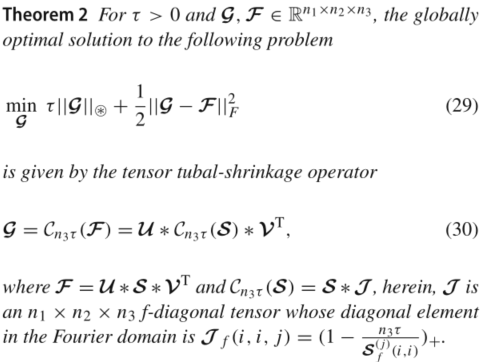 Theorem 2 For τ > 0 and 𝓖, 𝓕 ∈ ℝ^{n₁×n₂×n₃}, the globally
optimal solution to the following problem
min_𝓖 τ||𝓖||_⊛ + 1/2||𝓖 − 𝓕||²_F (29)
is given by the tensor tubal-shrinkage operator
𝓖 = 𝒞_{n₃τ}(𝓕) = 𝓤 ∗ 𝒞_{n₃τ}(𝓢) ∗ 𝓥^T, (30)
where 𝓕 = 𝓤 ∗ 𝓢 ∗ 𝓥^T and 𝒞_{n₃τ}(𝓢) = 𝓢 ∗ 𝓙, herein, 𝓙 is
an n₁ × n₂ × n₃ f-diagonal tensor whose diagonal element
in the Fourier domain is 𝓙_f(i, i, j) = (1 − n₃τ/𝓢_f^{(j)}(i,i))₊.